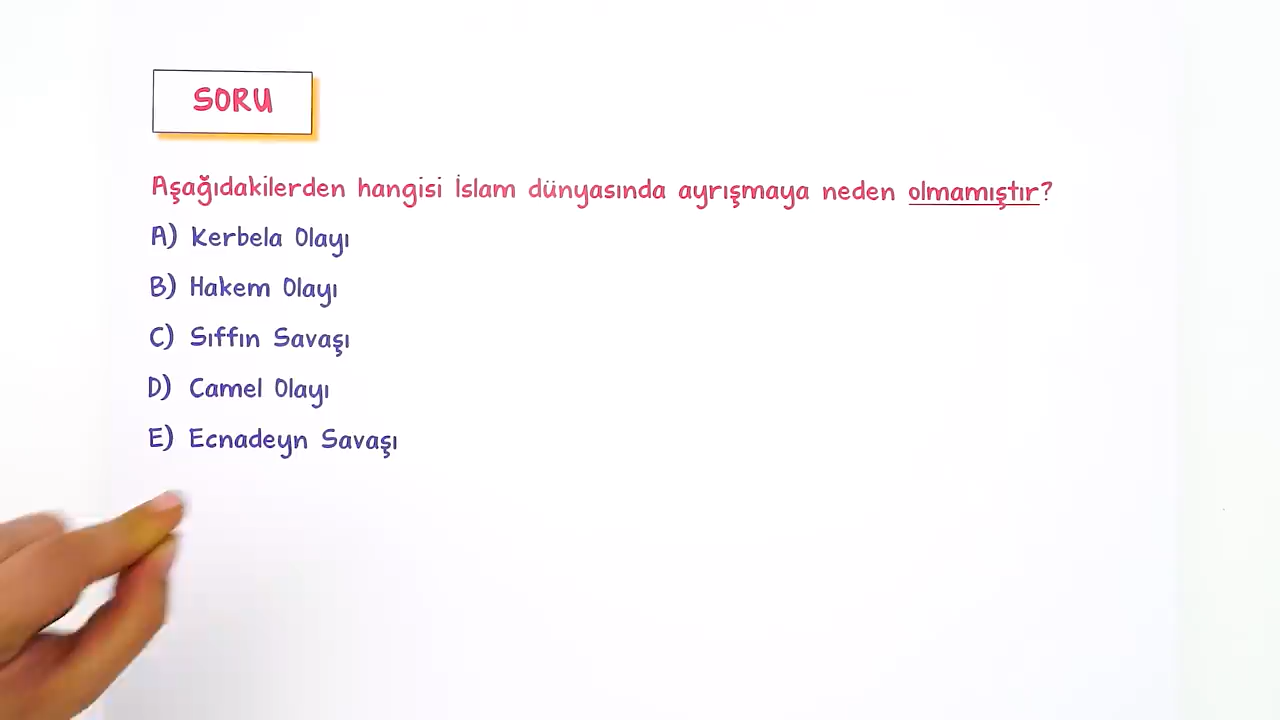 SORU
Aşağıdakilerden hangisi İslam dünyasında ayrışmaya neden olmamıştır?
A) Kerbela Olayı
B) Hakem Olayı
C) Sıffın Savaşı
D) Camel Olayı
E) Ecnadeyn Savaşı